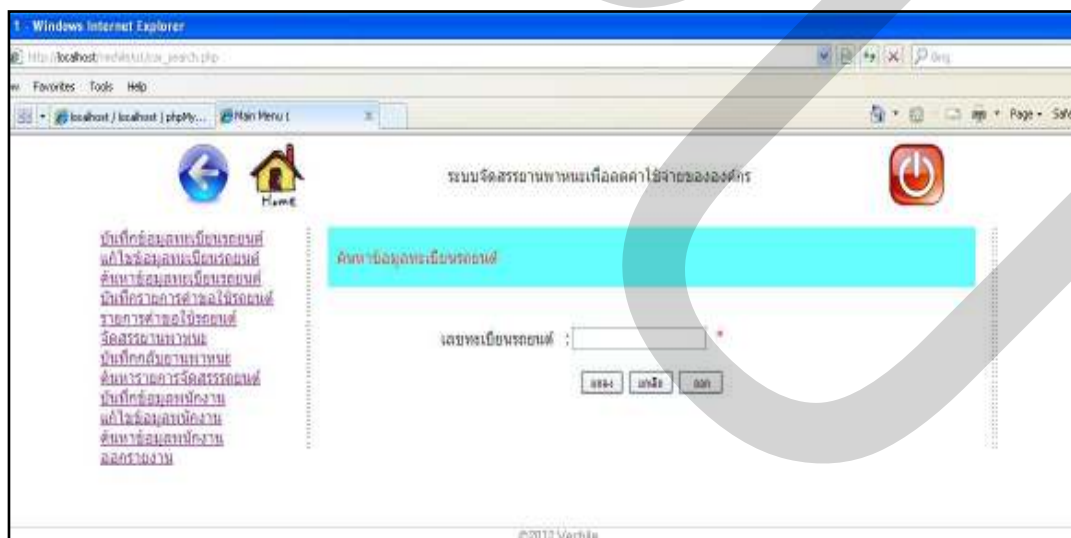 1 - Windows Internet Explorer
http://localhost/
Favorites Tools Help
localhost / localhost | phpMy...
Main Menu (
Page - Safe
Home
ระบบจัดสรรยานพาหนะเพื่อลดค่าใช้จ่ายขององค์กร
บันทึกข้อมูลทะเบียนรถยนต์
แก้ไขข้อมูลทะเบียนรถยนต์
ค้นหาข้อมูลทะเบียนรถยนต์
บันทึกรายการคำขอใช้รถยนต์
รายการคำขอใช้รถยนต์
จัดสรรยานพาหนะ
บันทึกกลับยานพาหนะ
ค้นหารายการจัดสรรรถยนต์
บันทึกข้อมูลพนักงาน
แก้ไขข้อมูลพนักงาน
ค้นหาข้อมูลพนักงาน
ออกรายงาน
ค้นหาข้อมูลทะเบียนรถยนต์
เลขทะเบียนรถยนต์ : *
ตกลง ยกเลิก ออก